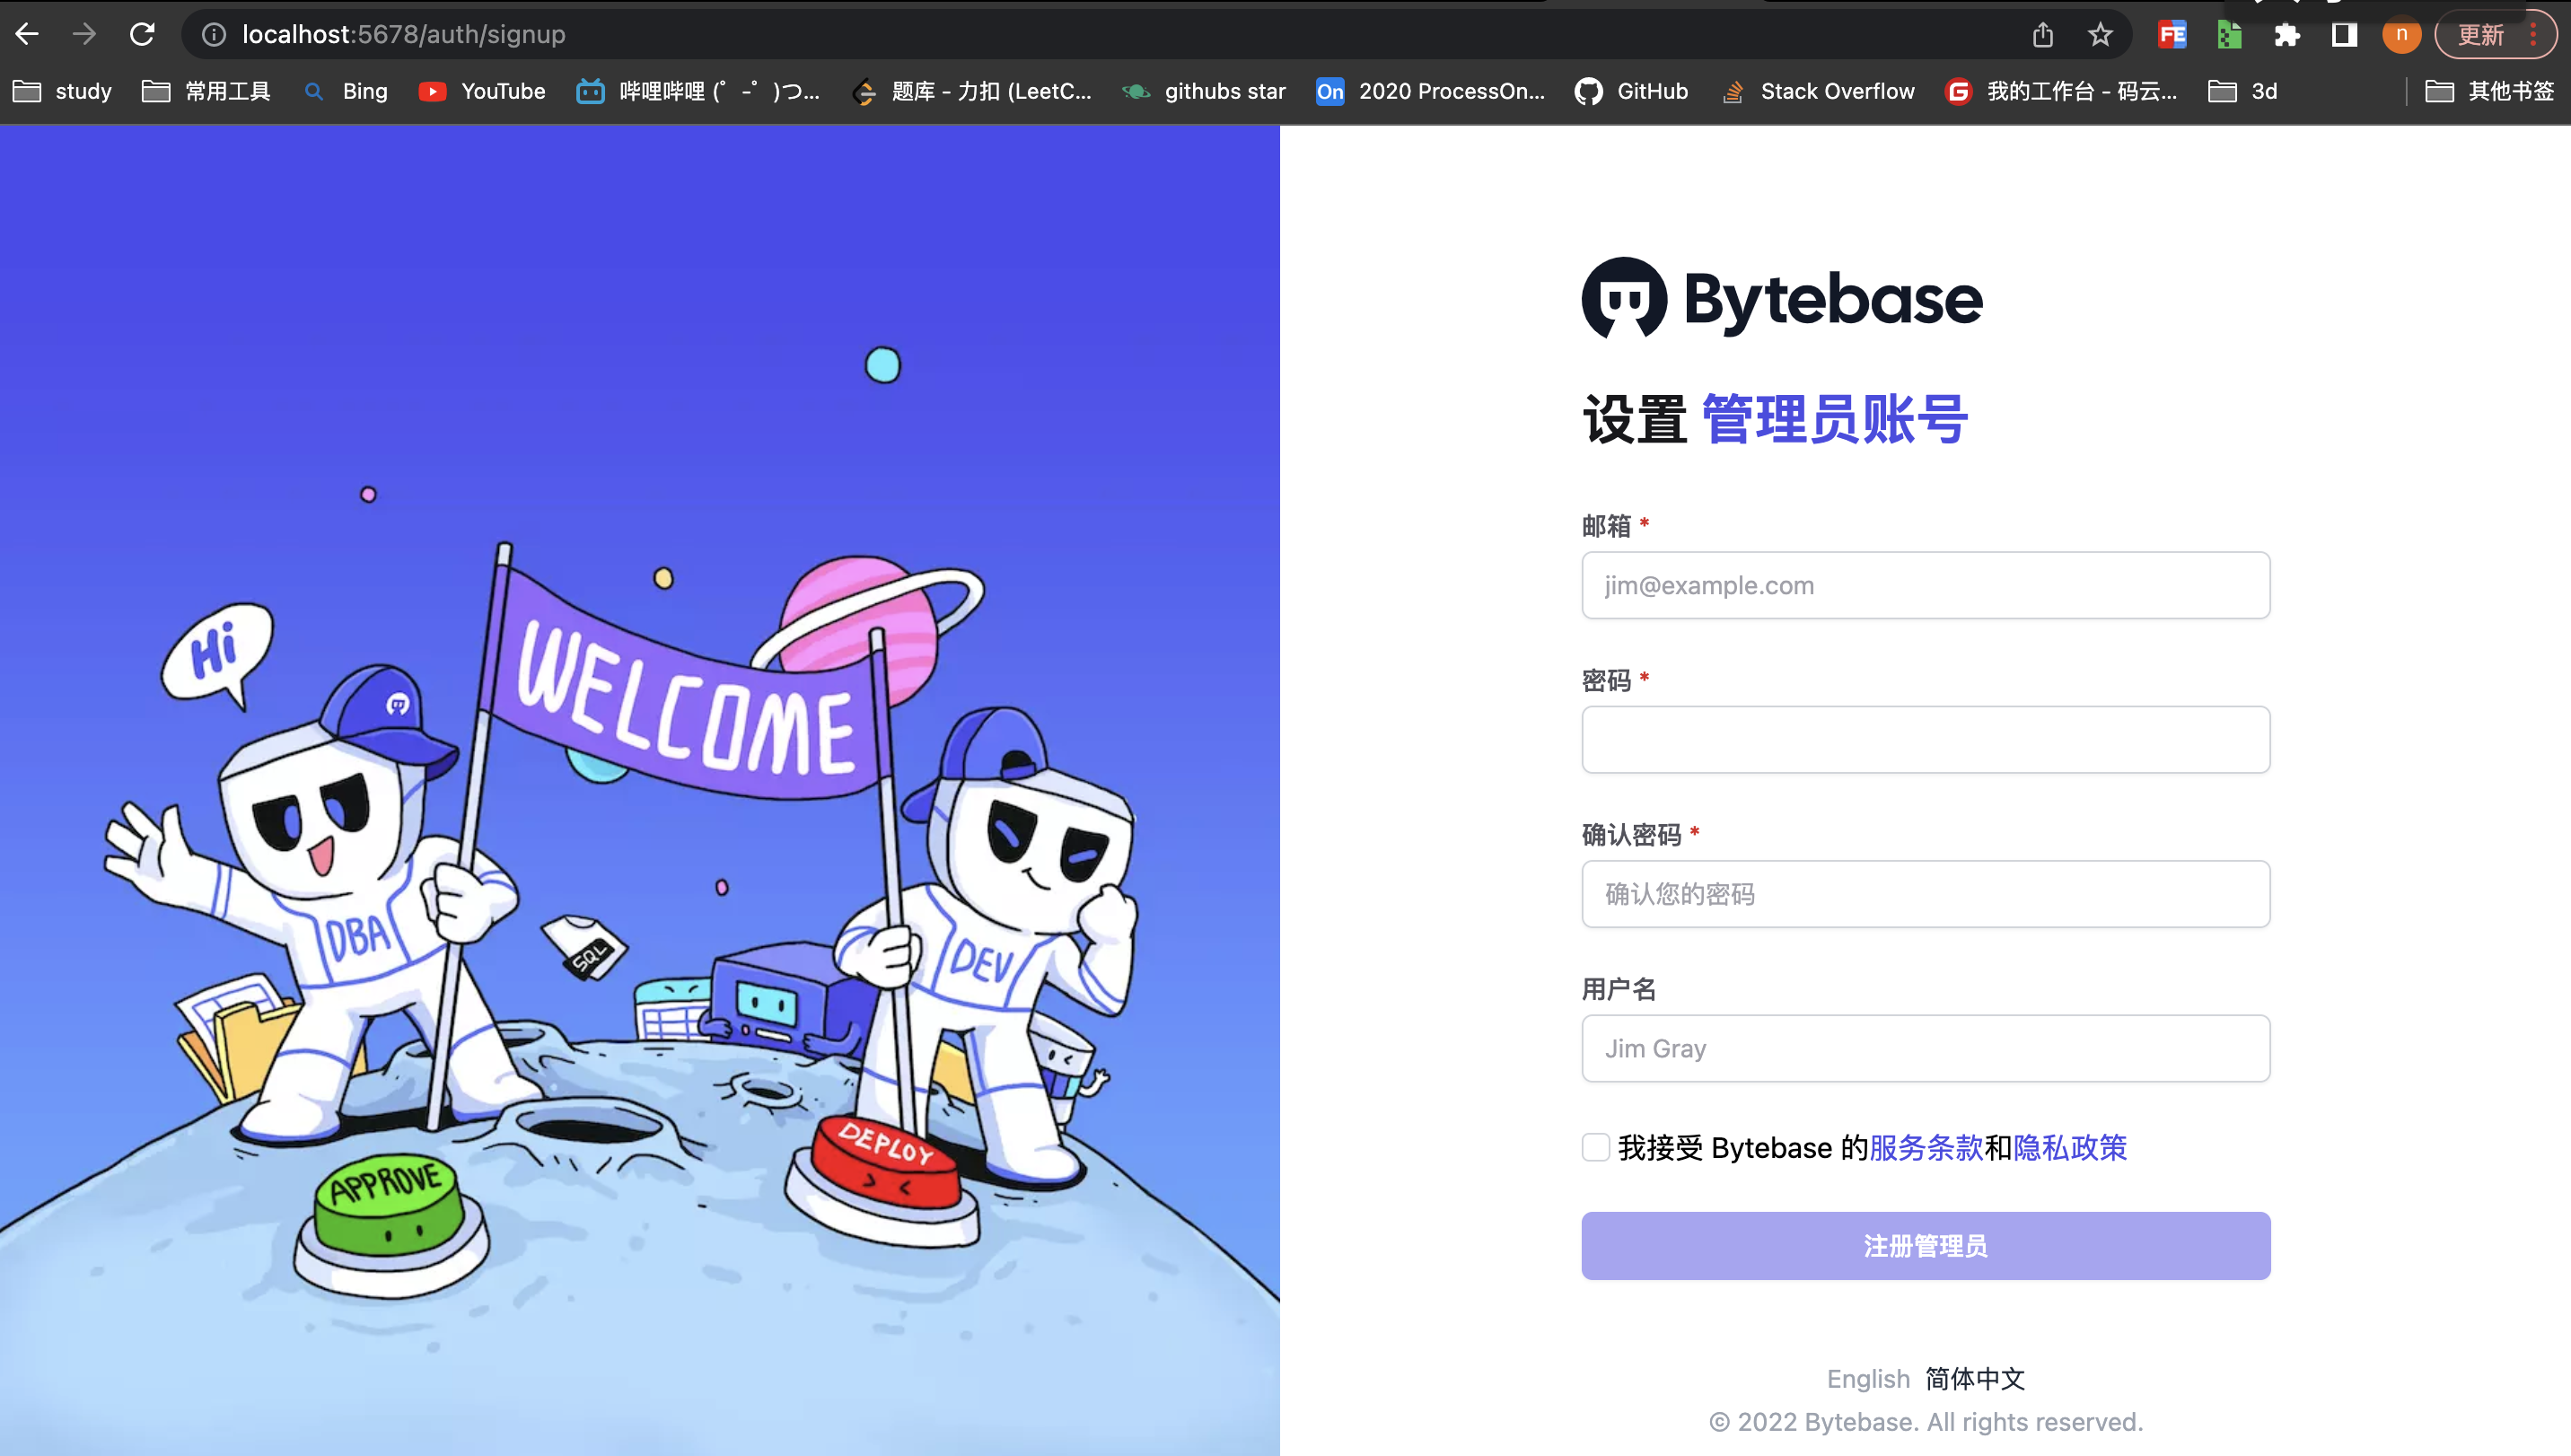 localhost:5678/auth/signup
FE
n
更新
study
常用工具
Bing
YouTube
哔哩哔哩 (゜-゜)つ...
题库 - 力扣 (LeetC...
githubs star
On
2020 ProcessOn...
GitHub
Stack Overflow
G
我的工作台 - 码云...
3d
其他书签
Hi
WELCOME
DBA
SQL
DEV
APPROVE
DEPLOY
Bytebase
设置 管理员账号
邮箱 *
jim@example.com
密码 *
确认密码 *
确认您的密码
用户名
Jim Gray
我接受 Bytebase 的服务条款和隐私政策
注册管理员
English 简体中文
© 2022 Bytebase. All rights reserved.